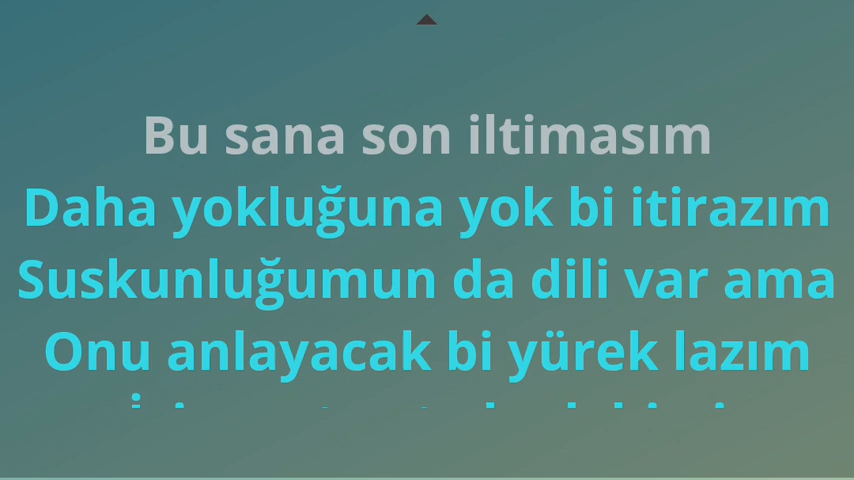 Bu sana son iltimasım
Daha yokluğuna yok bi itirazım
Suskunluğumun da dili var ama
Onu anlayacak bi yürek lazım